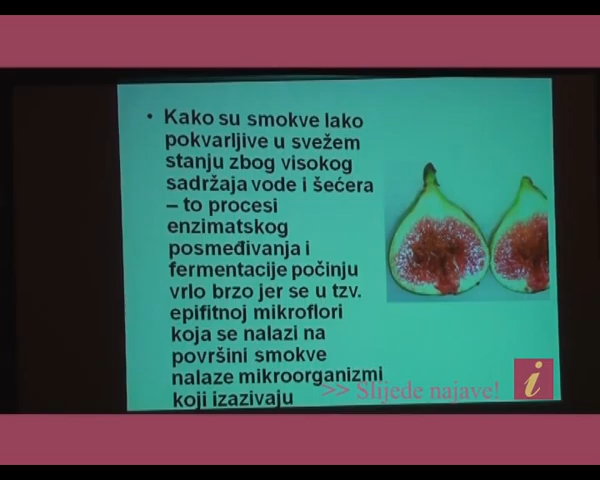 • Kako su smokve lako
pokvarljive u svežem
stanju zbog visokog
sadržaja vode i šećera
– to procesi
enzimatskog
posmeđivanja i
fermentacije počinju
vrlo brzo jer se u tzv.
epifitnoj mikroflori
koja se nalazi na
površini smokve
nalaze mikroorganizmi
koji izazivaju
>> Slijede najave!
i